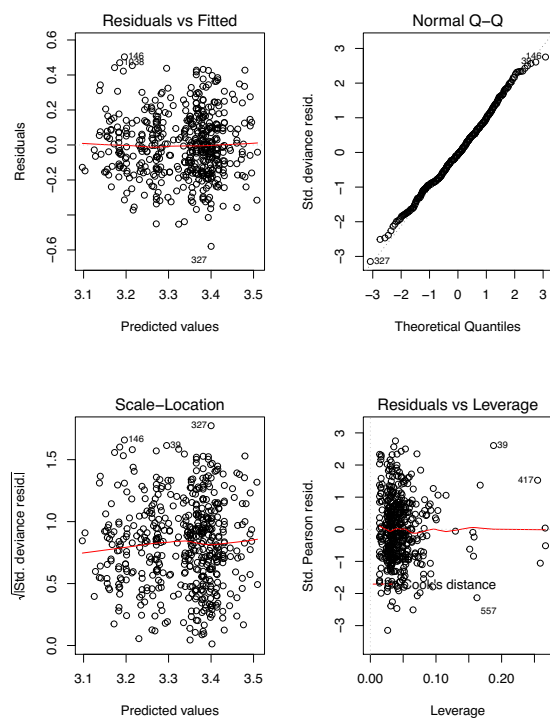 Residuals vs Fitted
Residuals
−0.6 −0.3 0.0 0.3 0.6
146
327
3.1 3.2 3.3 3.4 3.5
Predicted values
Normal Q−Q
Std. deviance resid.
−3 −2 −1 0 1 2 3
146
327
−3 −2 −1 0 1 2 3
Theoretical Quantiles
Scale−Location
√|Std. deviance resid.|
0.0 0.5 1.0 1.5
327
146
39
3.1 3.2 3.3 3.4 3.5
Predicted values
Residuals vs Leverage
Std. Pearson resid.
−3 −2 −1 0 1 2 3
39
417
Cook's distance
557
0.00 0.10 0.20
Leverage